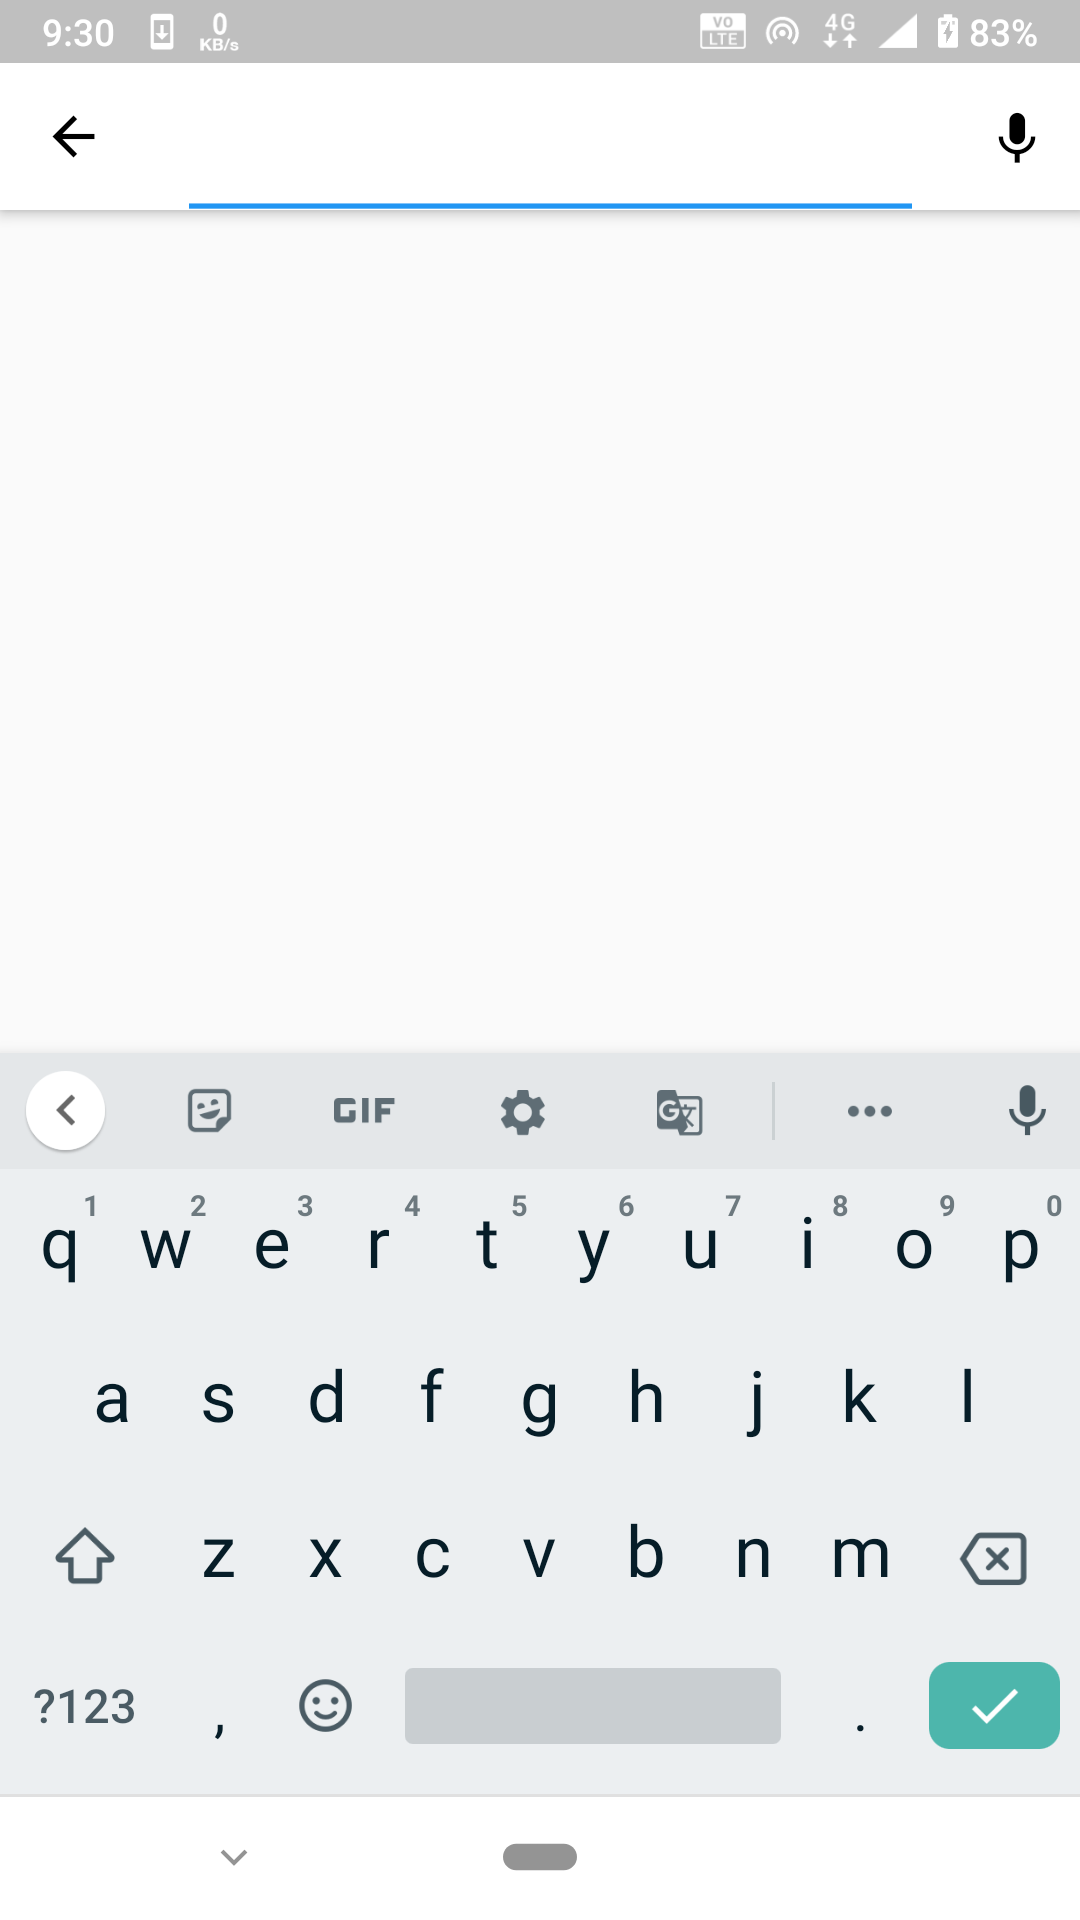 9:30 0 KB/s VO LTE 4G 83%
GIF G 文
1 2 3 4 5 6 7 8 9 0
q w e r t y u i o p
a s d f g h j k l
z x c v b n m
?123 , .